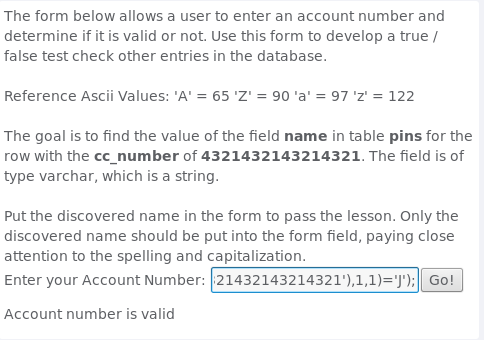 The form below allows a user to enter an account number and
determine if it is valid or not. Use this form to develop a true /
false test check other entries in the database.
Reference Ascii Values: 'A' = 65 'Z' = 90 'a' = 97 'z' = 122
The goal is to find the value of the field name in table pins for the
row with the cc_number of 4321432143214321. The field is of
type varchar, which is a string.
Put the discovered name in the form to pass the lesson. Only the
discovered name should be put into the form field, paying close
attention to the spelling and capitalization.
Enter your Account Number: 21432143214321'),1,1)='J'); Go!
Account number is valid